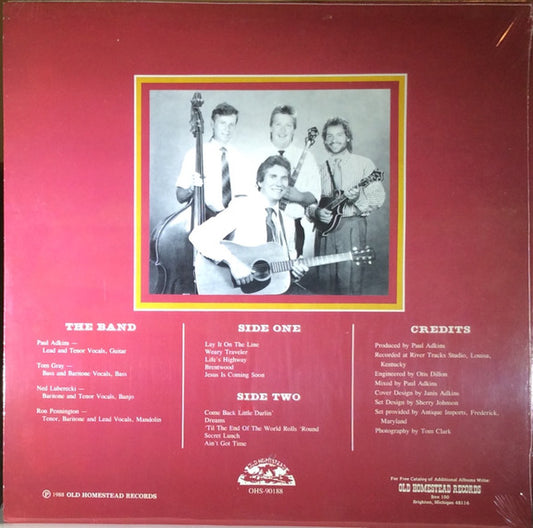 THE BAND
Paul Adkins —
Lead and Tenor Vocals, Guitar
Tom Gray —
Bass and Baritone Vocals, Bass
Ned Luberecki —
Baritone and Tenor Vocals, Banjo
Ron Pennington —
Tenor, Baritone and Lead Vocals, Mandolin
SIDE ONE
Lay It On The Line
Weary Traveler
Life's Highway
Brentwood
Jesus Is Coming Soon
SIDE TWO
Come Back Little Darlin'
Dreams
'Til The End Of The World Rolls 'Round
Secret Lunch
Ain't Got Time
CREDITS
Produced by Paul Adkins
Recorded at River Tracks Studio, Louisa,
Kentucky
Engineered by Otis Dillon
Mixed by Paul Adkins
Cover Design by Janis Adkins
Set Design by Sherry Johnson
Set provided by Antique Imports, Frederick,
Maryland
Photography by Tom Clark
Ⓟ 1988 OLD HOMESTEAD RECORDS
OLD HOMESTEAD
OHS-90188
For Free Catalog of Additional Albums Write:
OLD HOMESTEAD RECORDS
Box 100
Brighton, Michigan 48116